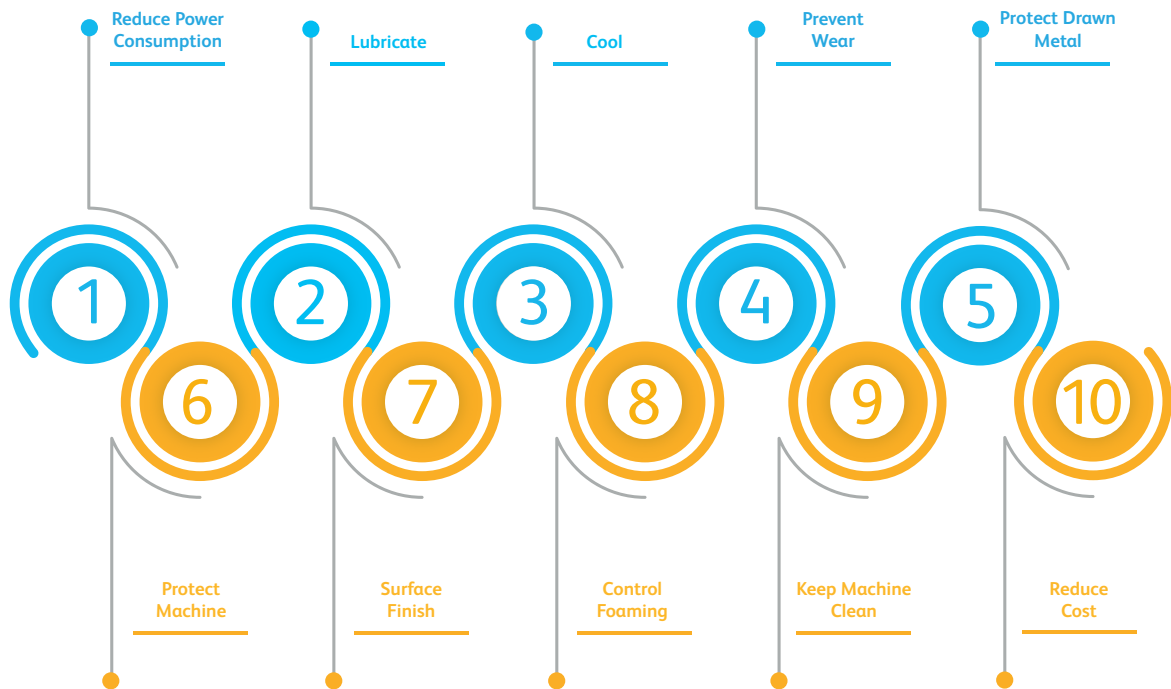 Reduce Power
Consumption
Lubricate
Cool
Prevent
Wear
Protect Drawn
Metal
1
2
3
4
5
6
7
8
9
10
Protect
Machine
Surface
Finish
Control
Foaming
Keep Machine
Clean
Reduce
Cost